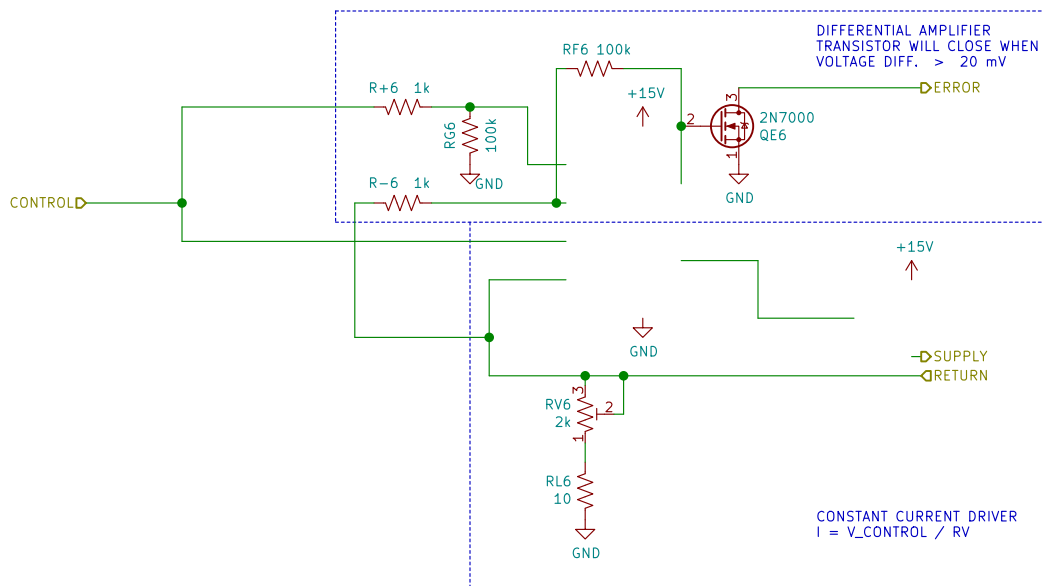 DIFFERENTIAL AMPLIFIER
TRANSISTOR WILL CLOSE WHEN
VOLTAGE DIFF. > 20 mV
RF6 100k
+15V
3
ERROR
R+6 1k
2
2N7000
QE6
RG6
100k
1
R-6 1k
GND
GND
CONTROL
+15V
GND
SUPPLY
RETURN
3
RV6
2k
2
1
RL6
10
GND
CONSTANT CURRENT DRIVER
I = V_CONTROL / RV